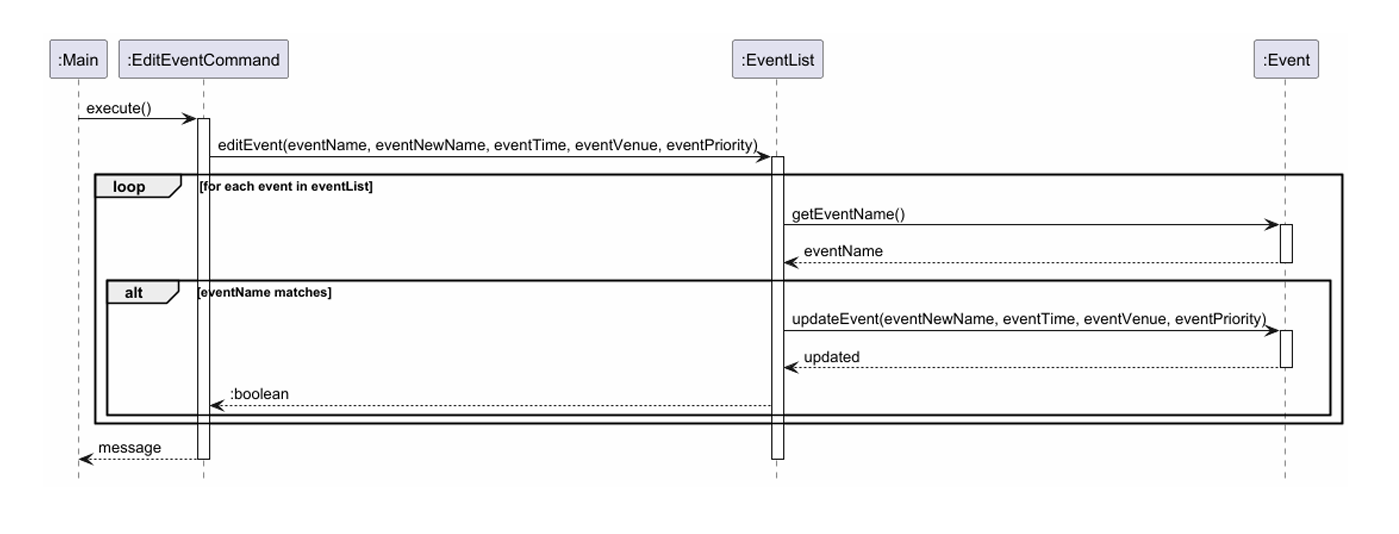 :Main
:EditEventCommand
:EventList
:Event
execute()
editEvent(eventName, eventNewName, eventTime, eventVenue, eventPriority)
loop
[for each event in eventList]
getEventName()
eventName
alt
[eventName matches]
updateEvent(eventNewName, eventTime, eventVenue, eventPriority)
updated
:boolean
message